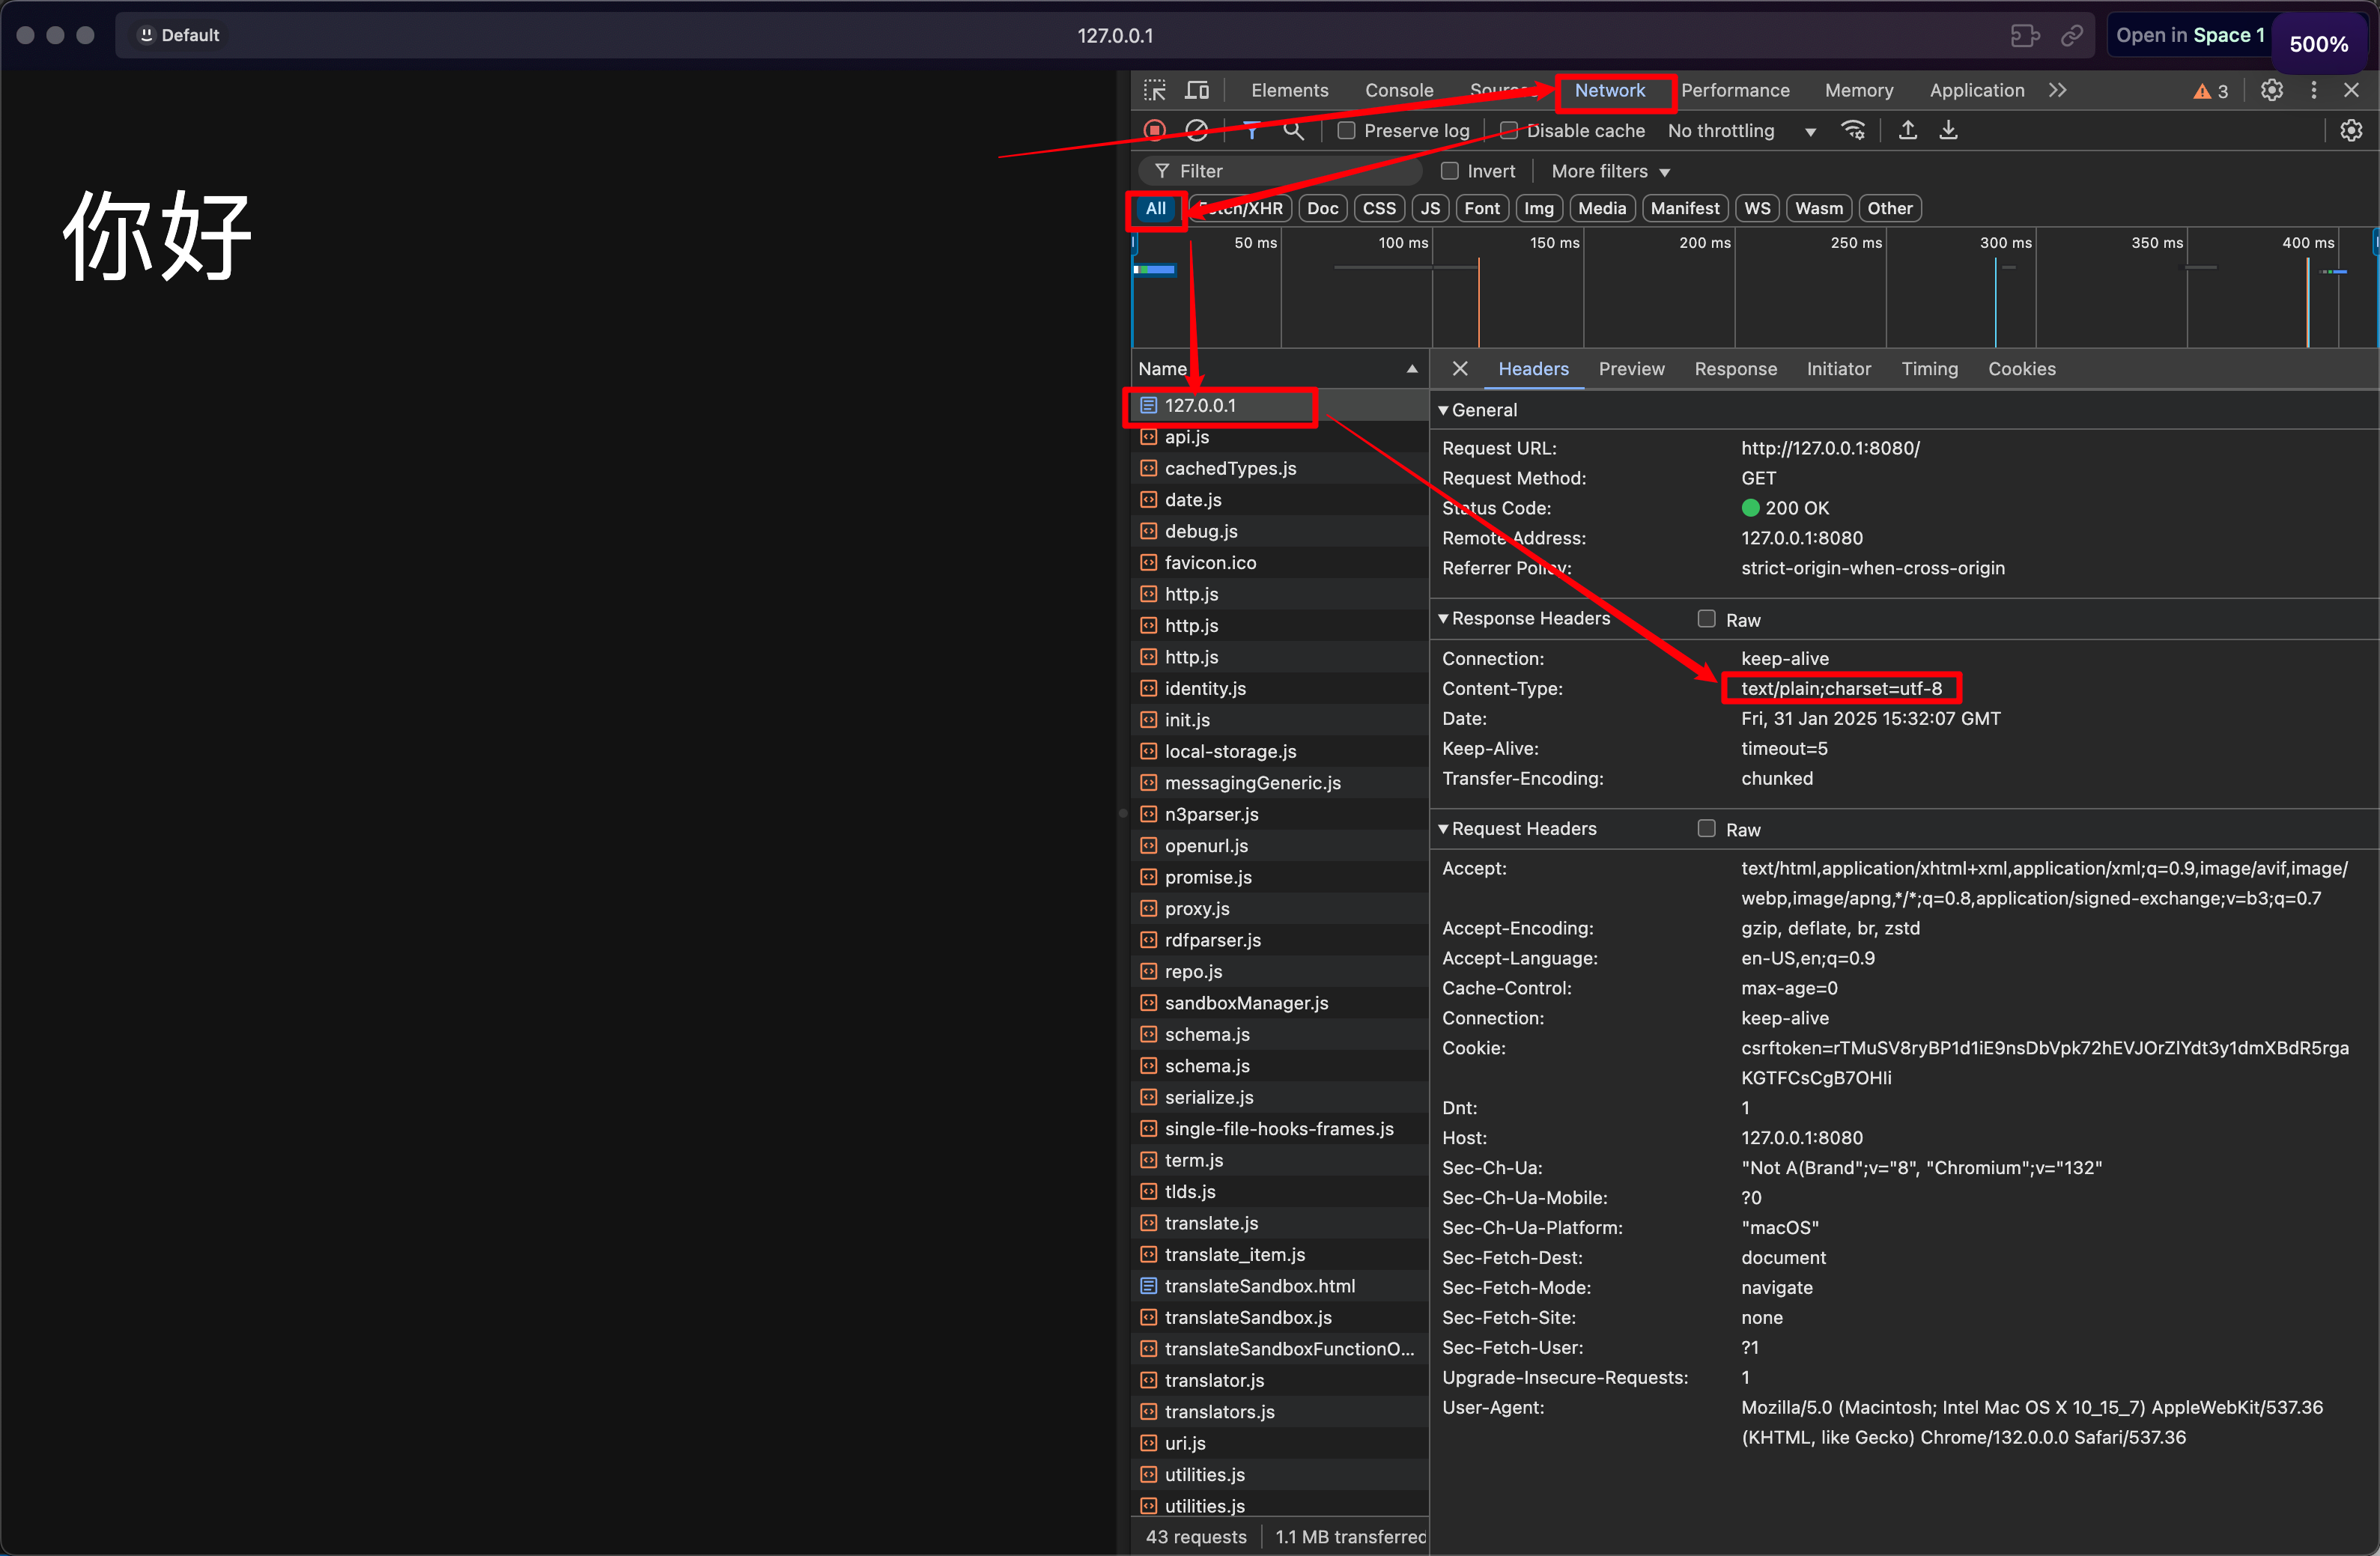 Default
127.0.0.1
Open in Space 1
500%
你好
Elements Console Sources Network Performance Memory Application 3
Preserve log Disable cache No throttling
Filter Invert More filters
All Fetch/XHR Doc CSS JS Font Img Media Manifest WS Wasm Other
50 ms 100 ms 150 ms 200 ms 250 ms 300 ms 350 ms 400 ms
Name
127.0.0.1
api.js
cachedTypes.js
date.js
debug.js
favicon.ico
http.js
http.js
http.js
identity.js
init.js
local-storage.js
messagingGeneric.js
n3parser.js
openurl.js
promise.js
proxy.js
rdfparser.js
repo.js
sandboxManager.js
schema.js
schema.js
serialize.js
single-file-hooks-frames.js
term.js
tlds.js
translate.js
translate_item.js
translateSandbox.html
translateSandbox.js
translateSandboxFunctionO...
translator.js
translators.js
uri.js
utilities.js
utilities.js
43 requests 1.1 MB transferred
Headers Preview Response Initiator Timing Cookies
General
Request URL: http://127.0.0.1:8080/
Request Method: GET
Status Code: 200 OK
Remote Address: 127.0.0.1:8080
Referrer Policy: strict-origin-when-cross-origin
Response Headers Raw
Connection: keep-alive
Content-Type: text/plain;charset=utf-8
Date: Fri, 31 Jan 2025 15:32:07 GMT
Keep-Alive: timeout=5
Transfer-Encoding: chunked
Request Headers Raw
Accept: text/html,application/xhtml+xml,application/xml;q=0.9,image/avif,image/
webp,image/apng,*/*;q=0.8,application/signed-exchange;v=b3;q=0.7
Accept-Encoding: gzip, deflate, br, zstd
Accept-Language: en-US,en;q=0.9
Cache-Control: max-age=0
Connection: keep-alive
Cookie: csrftoken=rTMuSV8ryBP1d1iE9nsDbVpk72hEVJOrZlYdt3y1dmXBdR5rga
KGTFCsCgB7OHli
Dnt: 1
Host: 127.0.0.1:8080
Sec-Ch-Ua: "Not A(Brand";v="8", "Chromium";v="132"
Sec-Ch-Ua-Mobile: ?0
Sec-Ch-Ua-Platform: "macOS"
Sec-Fetch-Dest: document
Sec-Fetch-Mode: navigate
Sec-Fetch-Site: none
Sec-Fetch-User: ?1
Upgrade-Insecure-Requests: 1
User-Agent: Mozilla/5.0 (Macintosh; Intel Mac OS X 10_15_7) AppleWebKit/537.36
(KHTML, like Gecko) Chrome/132.0.0.0 Safari/537.36